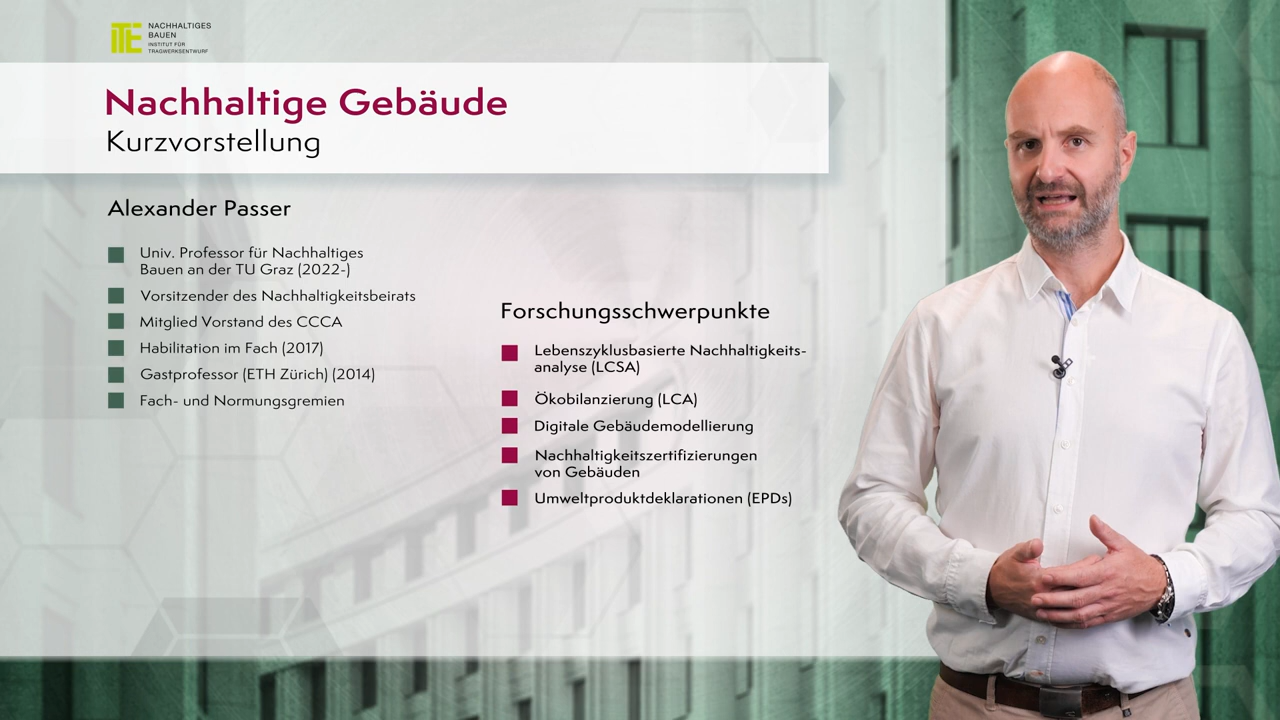 NACHHALTIGES
BAUEN
INSTITUT FÜR
TRAGWERKSENTWURF
Nachhaltige Gebäude
Kurzvorstellung
Alexander Passer
Univ. Professor für Nachhaltiges
Bauen an der TU Graz (2022-)
Vorsitzender des Nachhaltigkeitsbeirats
Mitglied Vorstand des CCCA
Habilitation im Fach (2017)
Gastprofessor (ETH Zürich) (2014)
Fach- und Normungsgremien
Forschungsschwerpunkte
Lebenszyklusbasierte Nachhaltigkeits-
analyse (LCSA)
Ökobilanzierung (LCA)
Digitale Gebäudemodellierung
Nachhaltigkeitszertifizierungen
von Gebäuden
Umweltproduktdeklarationen (EPDs)